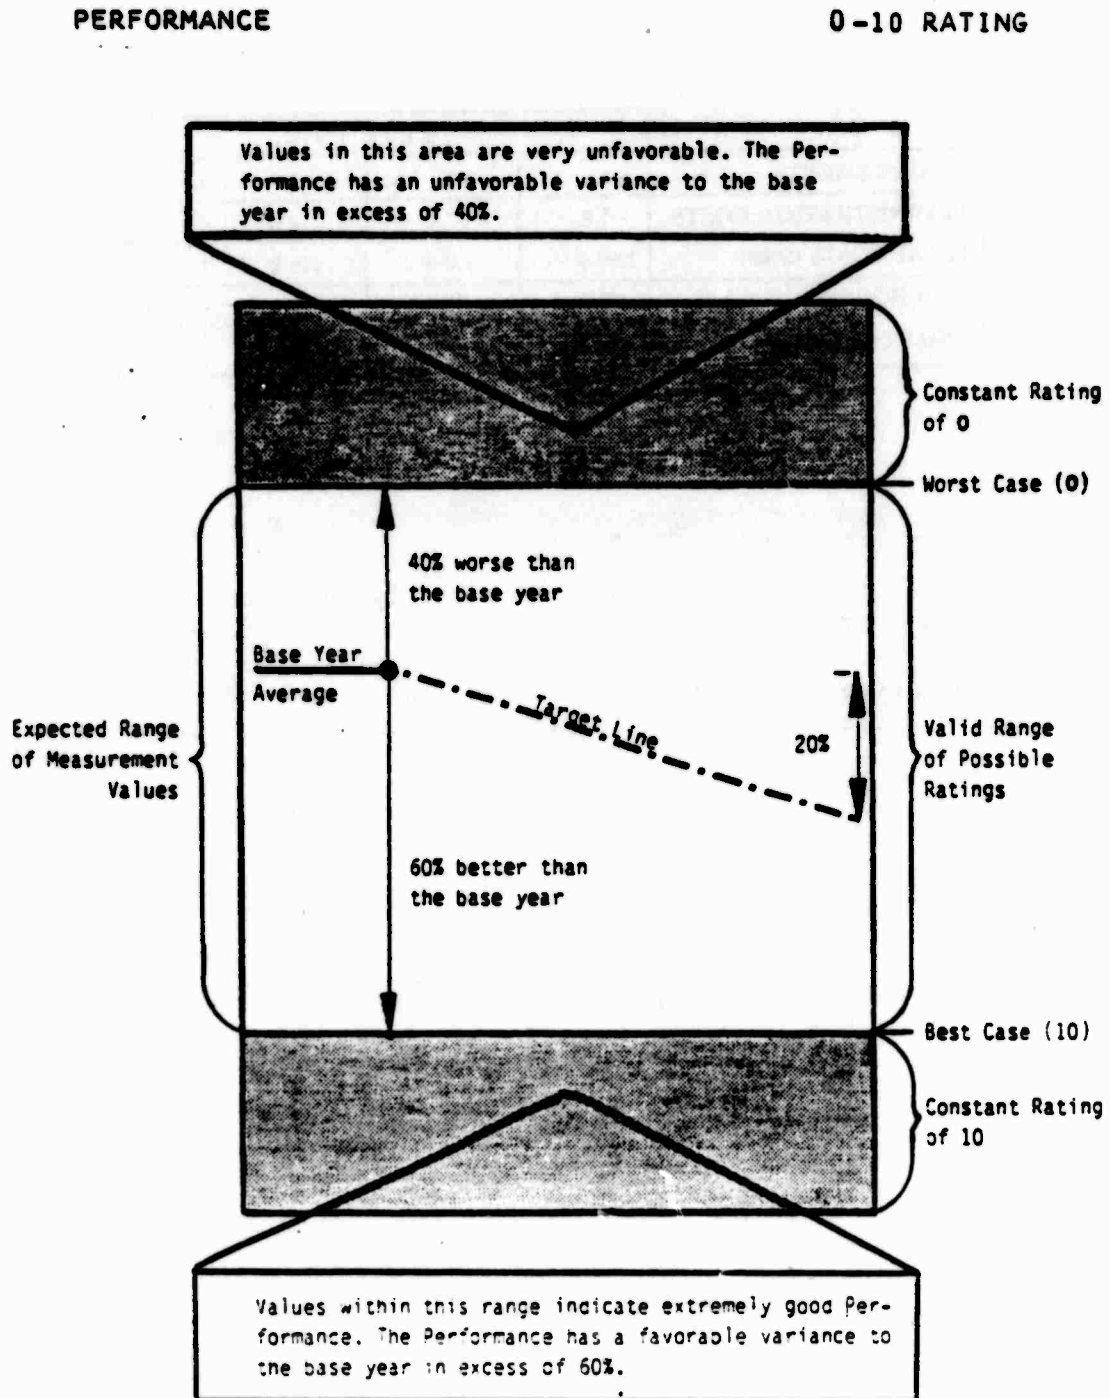 PERFORMANCE
0-10 RATING
Values in this area are very unfavorable. The Per-
formance has an unfavorable variance to the base
year in excess of 40%.
Constant Rating
of 0
Worst Case (0)
40% worse than
the base year
Base Year
Average
Target Line
20%
Expected Range
of Measurement
Values
Valid Range
of Possible
Ratings
60% better than
the base year
Best Case (10)
Constant Rating
of 10
Values within this range indicate extremely good Per-
formance. The Performance has a favorable variance to
the base year in excess of 60%.